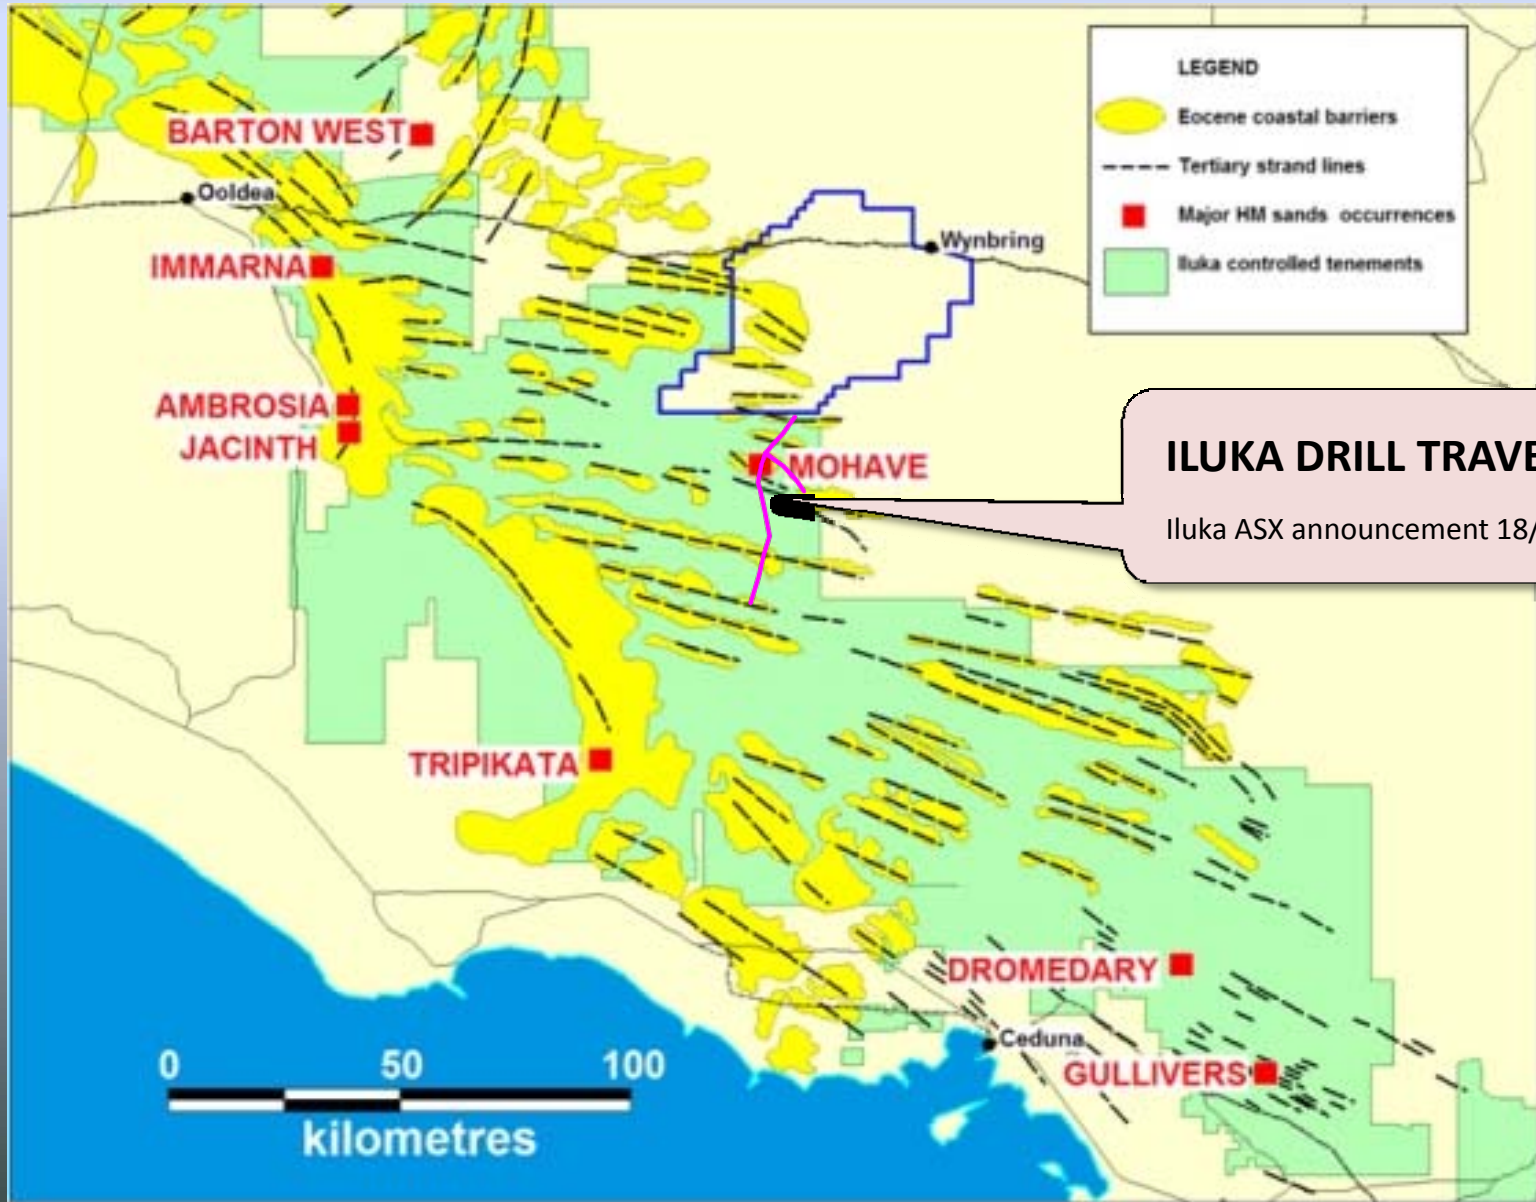 LEGEND
Eocene coastal barriers
Tertiary strand lines
Major HM sands occurrences
Iluka controlled tenements
BARTON WEST
Ooldea
Wynbring
IMMARNA
AMBROSIA
JACINTH
MOHAVE
ILUKA DRILL TRAVE
Iluka ASX announcement 18/
TRIPIKATA
DROMEDARY
Ceduna
GULLIVERS
0 50 100
kilometres